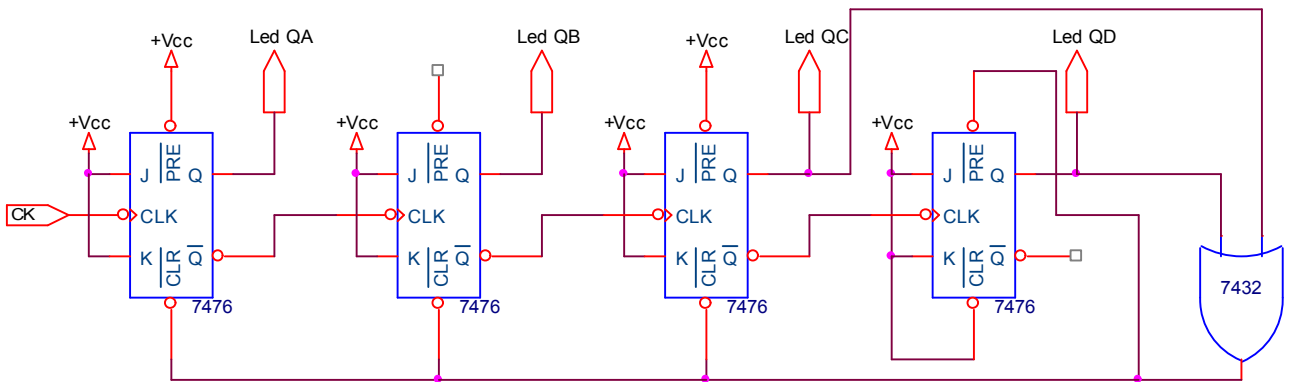 Led QA
Led QB
Led QC
Led QD
+Vcc
+Vcc
+Vcc
+Vcc
+Vcc
+Vcc
J PRE Q
J PRE Q
J PRE Q
J PRE Q
CK
CLK
CLK
CLK
CLK
K CLR Q
K CLR Q
K CLR Q
K CLR Q
7432
7476
7476
7476
7476